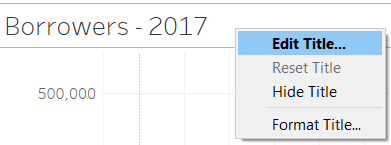 Borrowers - 2017
Edit Title...
Reset Title
Hide Title
Format Title...
500,000